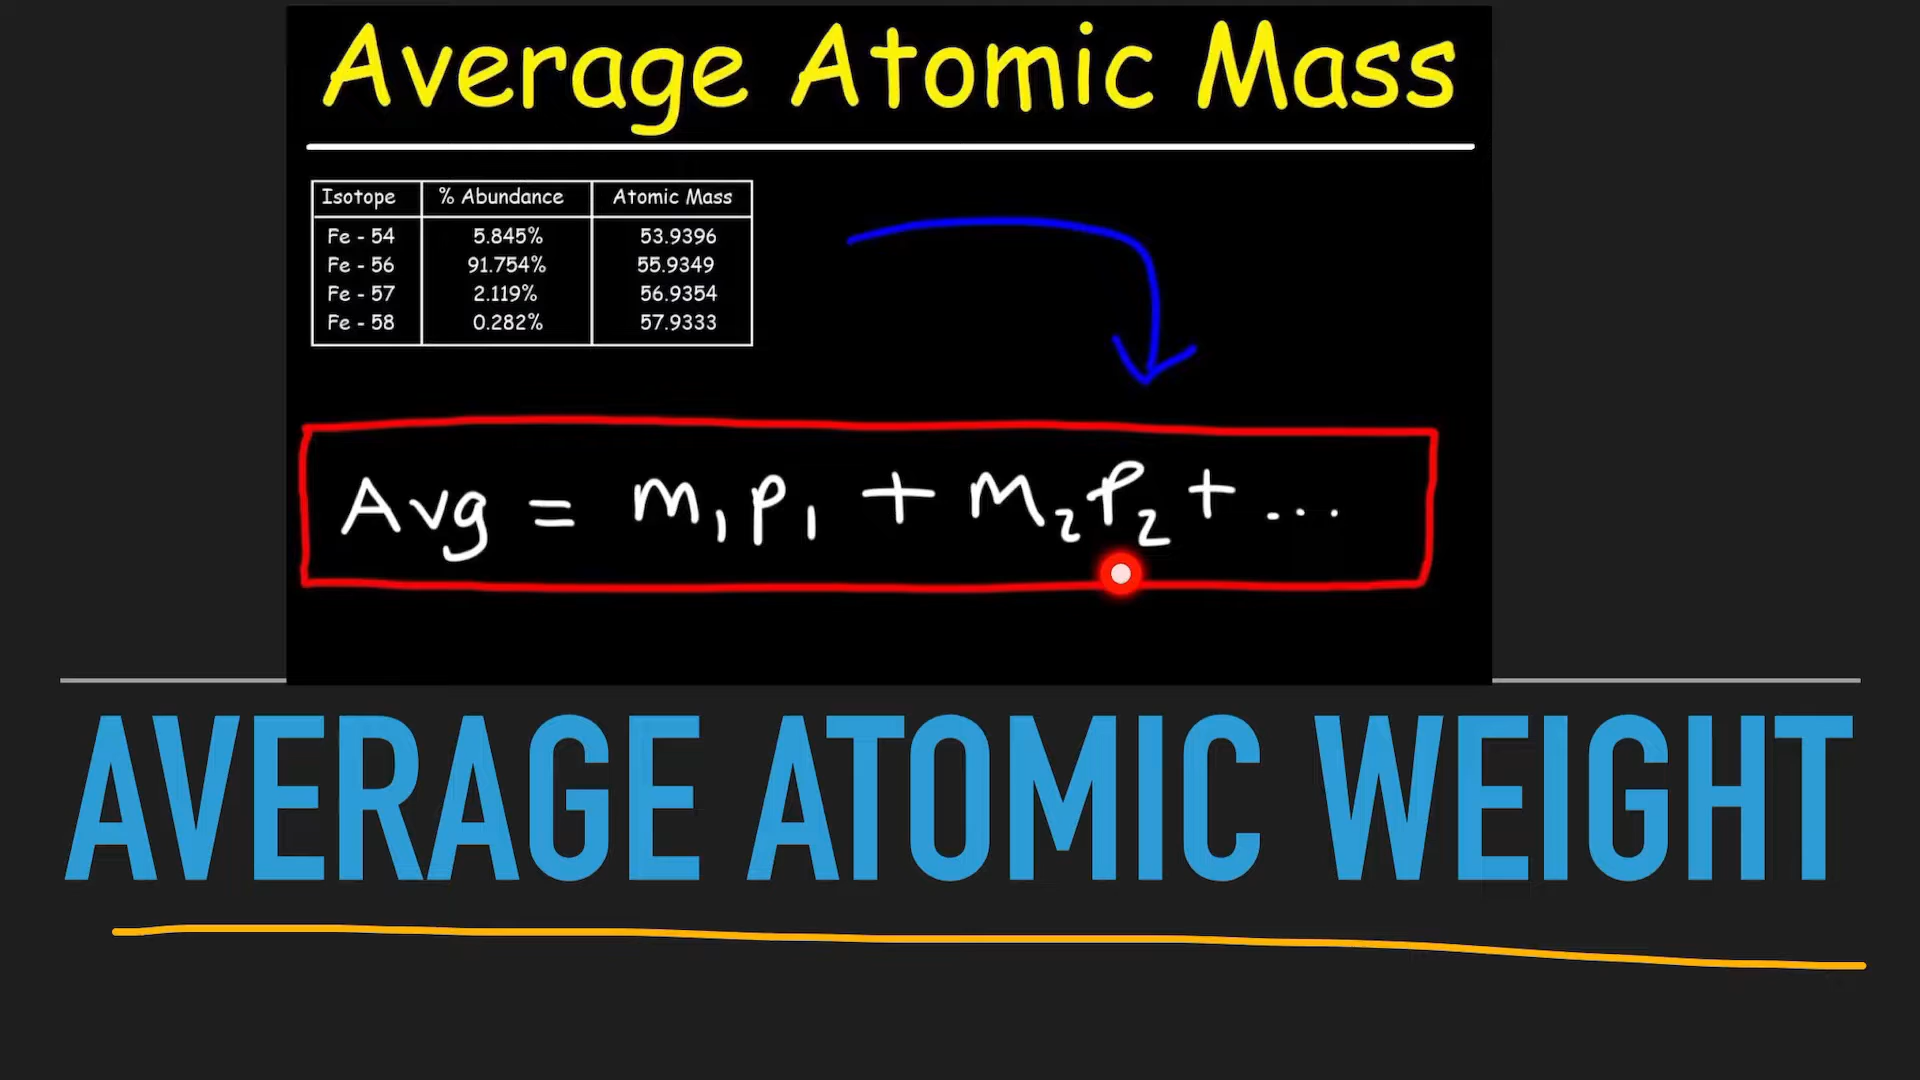 Average Atomic Mass
Isotope % Abundance Atomic Mass
Fe - 54 5.845% 53.9396
Fe - 56 91.754% 55.9349
Fe - 57 2.119% 56.9354
Fe - 58 0.282% 57.9333
Avg = m₁p₁ + m₂p₂ + ...
AVERAGE ATOMIC WEIGHT